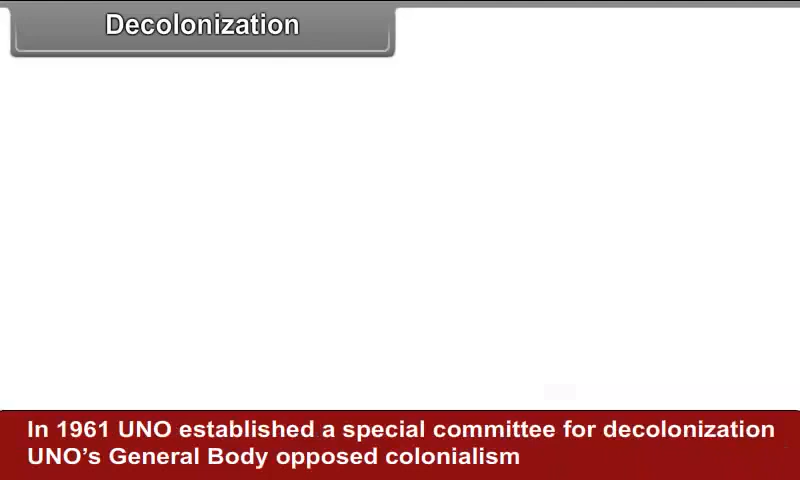 Decolonization
In 1961 UNO established a special committee for decolonization
UNO’s General Body opposed colonialism